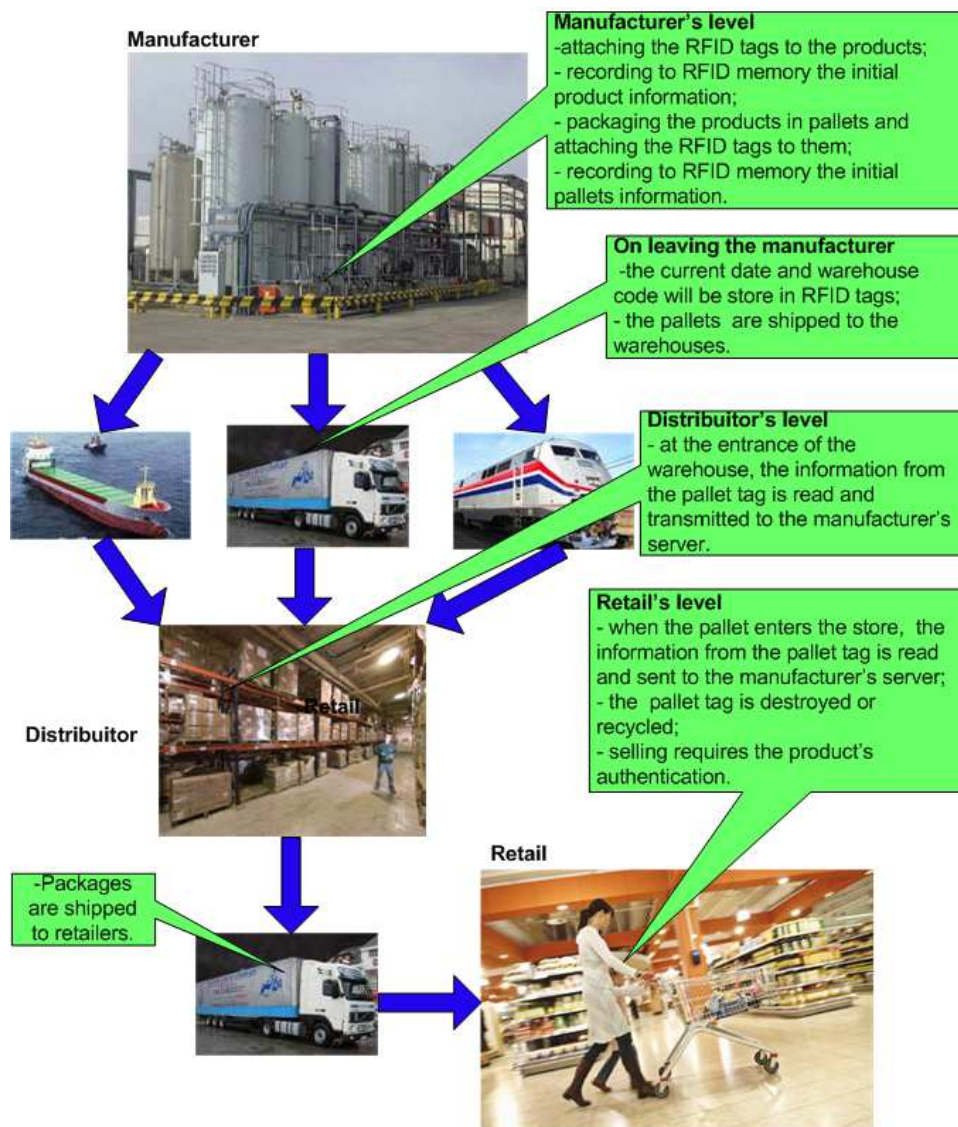 Manufacturer
Manufacturer's level
-attaching the RFID tags to the products;
- recording to RFID memory the initial
product information;
- packaging the products in pallets and
attaching the RFID tags to them;
- recording to RFID memory the initial
pallets information.
On leaving the manufacturer
-the current date and warehouse
code will be store in RFID tags;
- the pallets are shipped to the
warehouses.
Distribuitor's level
- at the entrance of the
warehouse, the information from
the pallet tag is read and
transmitted to the manufacturer's
server.
Retail's level
- when the pallet enters the store, the
information from the pallet tag is read
and sent to the manufacturer's server;
- the pallet tag is destroyed or
recycled;
- selling requires the product's
authentication.
Retail
Distribuitor
Retail
-Packages
are shipped
to retailers.